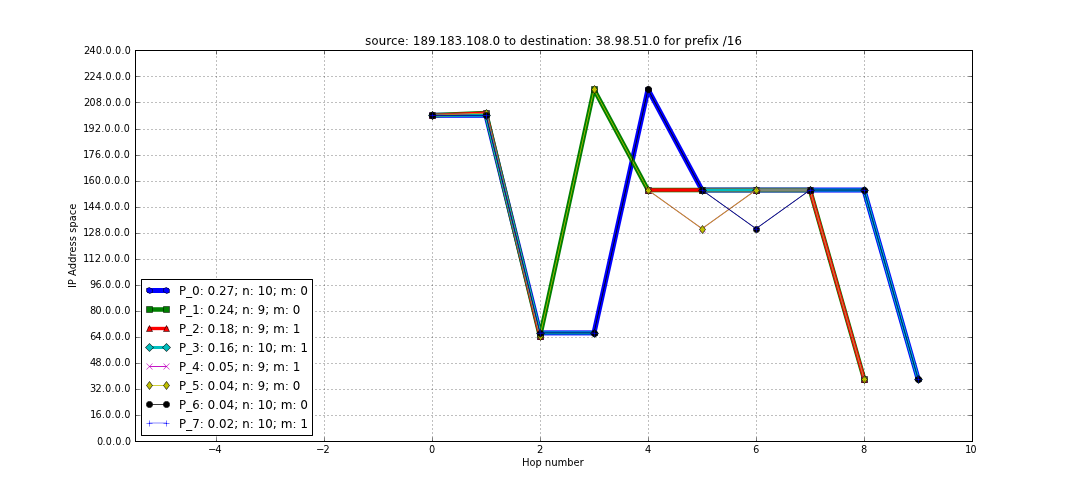 source: 189.183.108.0 to destination: 38.98.51.0 for prefix /16
240.0.0.0
224.0.0.0
208.0.0.0
192.0.0.0
176.0.0.0
160.0.0.0
144.0.0.0
128.0.0.0
112.0.0.0
96.0.0.0
80.0.0.0
64.0.0.0
48.0.0.0
32.0.0.0
16.0.0.0
0.0.0.0
IP Address space
P_0: 0.27; n: 10; m: 0
P_1: 0.24; n: 9; m: 0
P_2: 0.18; n: 9; m: 1
P_3: 0.16; n: 10; m: 1
P_4: 0.05; n: 9; m: 1
P_5: 0.04; n: 9; m: 0
P_6: 0.04; n: 10; m: 0
P_7: 0.02; n: 10; m: 1
−4 −2 0 2 4 6 8 10
Hop number